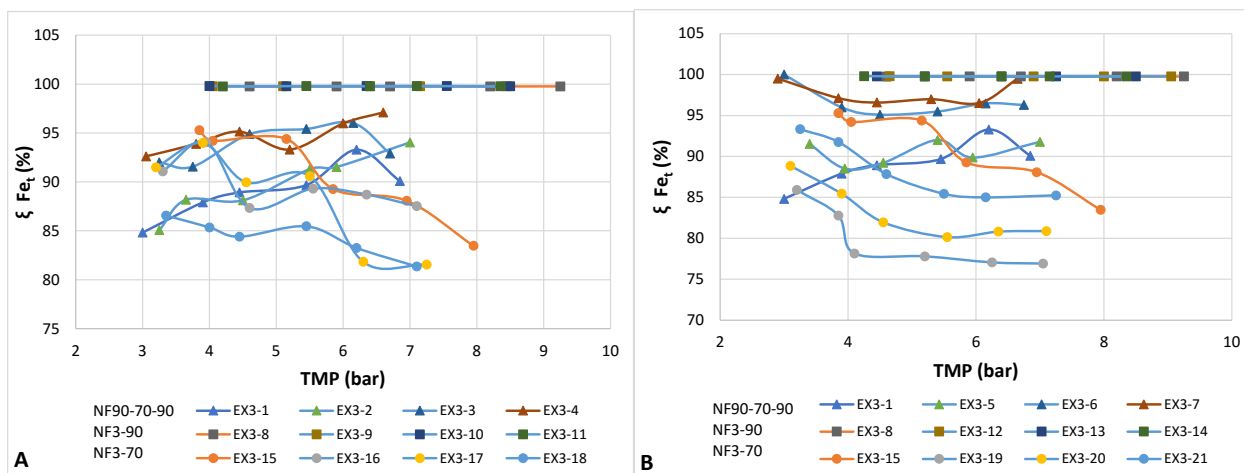 A
105
100
95
90
85
80
75
ξ Fet (%)
2 3 4 5 6 7 8 9 10
TMP (bar)
NF90-70-90 EX3-1 EX3-2 EX3-3 EX3-4
NF3-90 EX3-8 EX3-9 EX3-10 EX3-11
NF3-70 EX3-15 EX3-16 EX3-17 EX3-18
A
B
105
100
95
90
85
80
75
70
ξ Fet (%)
2 4 6 8 10
TMP (bar)
NF90-70-90 EX3-1 EX3-5 EX3-6 EX3-7
NF3-90 EX3-8 EX3-12 EX3-13 EX3-14
NF3-70 EX3-15 EX3-19 EX3-20 EX3-21
B